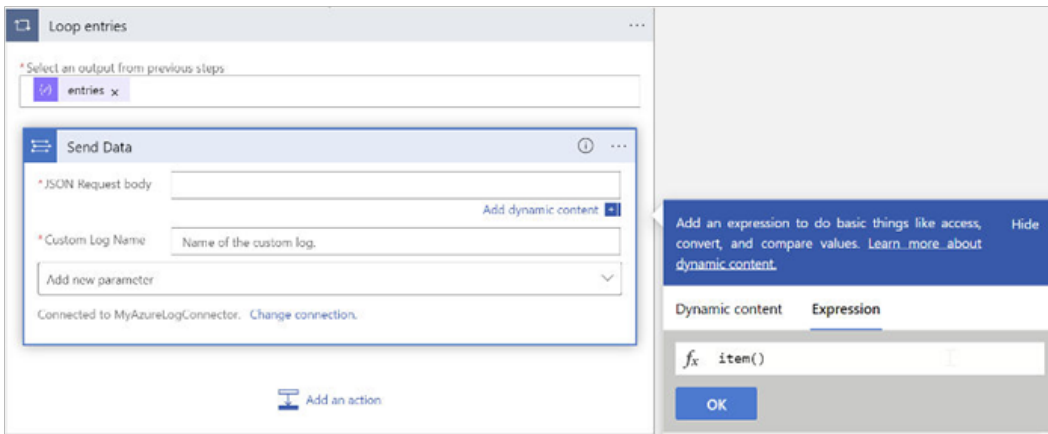 Loop entries
...
*Select an output from previous steps
entries x
Send Data
...
*JSON Request body
Add dynamic content +
*Custom Log Name
Name of the custom log.
Add new parameter
Connected to MyAzureLogConnector. Change connection.
Add an action
Add an expression to do basic things like access, Hide
convert, and compare values. Learn more about
dynamic content.
Dynamic content Expression
fx item()
OK